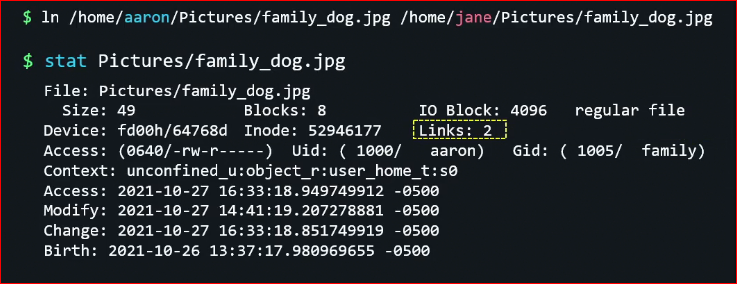 $ ln /home/aaron/Pictures/family_dog.jpg /home/jane/Pictures/family_dog.jpg
$ stat Pictures/family_dog.jpg
File: Pictures/family_dog.jpg
Size: 49 Blocks: 8 IO Block: 4096 regular file
Device: fd00h/64768d Inode: 52946177 Links: 2
Access: (0640/-rw-r-----) Uid: ( 1000/ aaron) Gid: ( 1005/ family)
Context: unconfined_u:object_r:user_home_t:s0
Access: 2021-10-27 16:33:18.949749912 -0500
Modify: 2021-10-27 14:41:19.207278881 -0500
Change: 2021-10-27 16:33:18.851749919 -0500
Birth: 2021-10-26 13:37:17.980969655 -0500